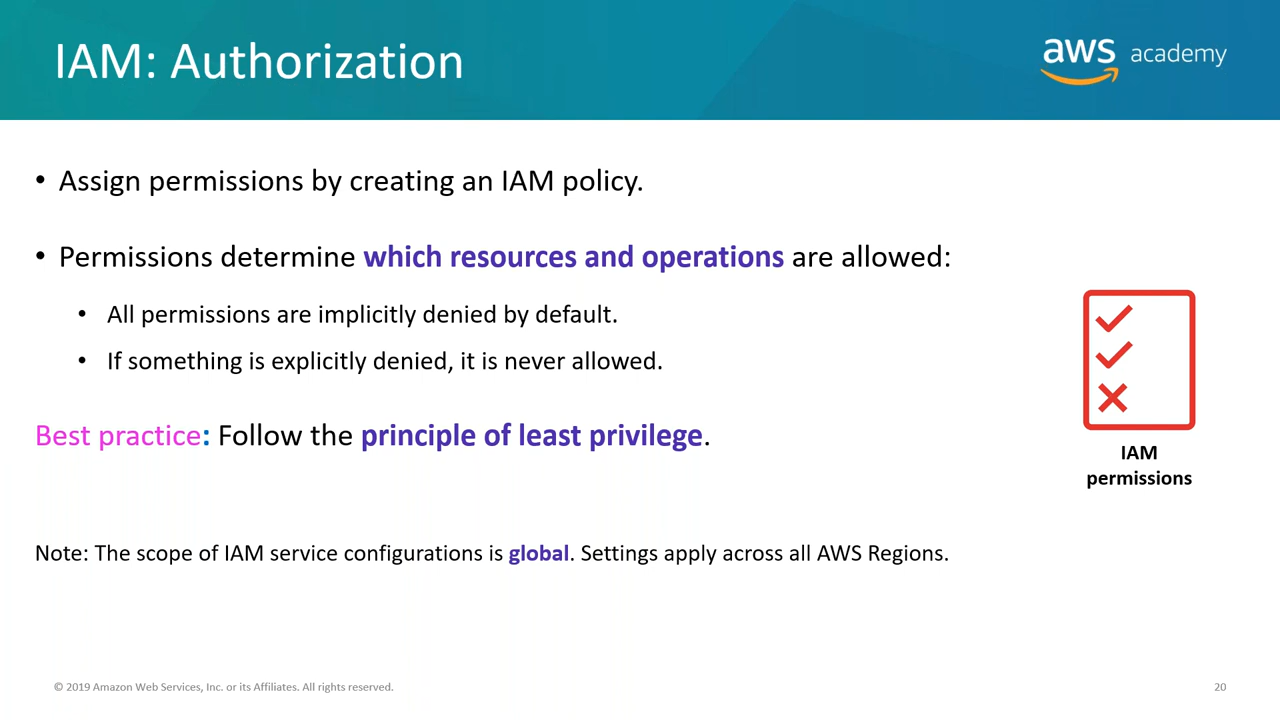 IAM: Authorization
aws academy
• Assign permissions by creating an IAM policy.
• Permissions determine which resources and operations are allowed:
• All permissions are implicitly denied by default.
• If something is explicitly denied, it is never allowed.
Best practice: Follow the principle of least privilege.
IAM
permissions
Note: The scope of IAM service configurations is global. Settings apply across all AWS Regions.
© 2019 Amazon Web Services, Inc. or its Affiliates. All rights reserved.
20